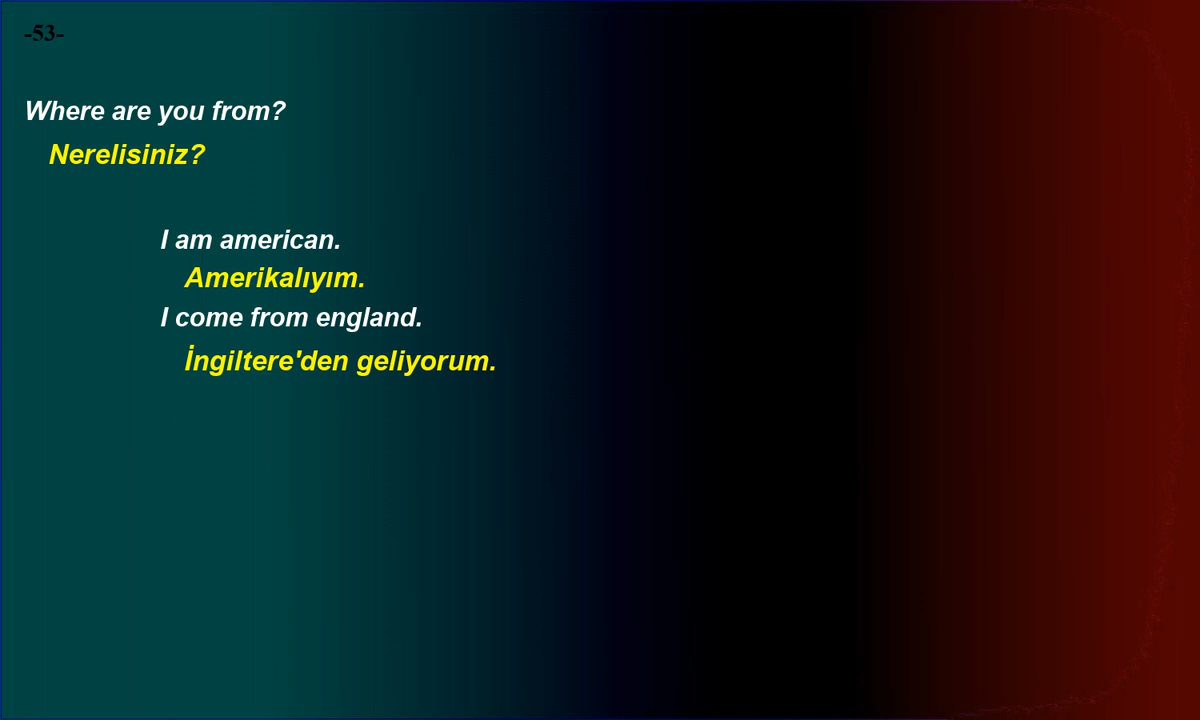 -53-
Where are you from?
Nerelisiniz?
I am american.
Amerikalıyım.
I come from england.
İngiltere'den geliyorum.